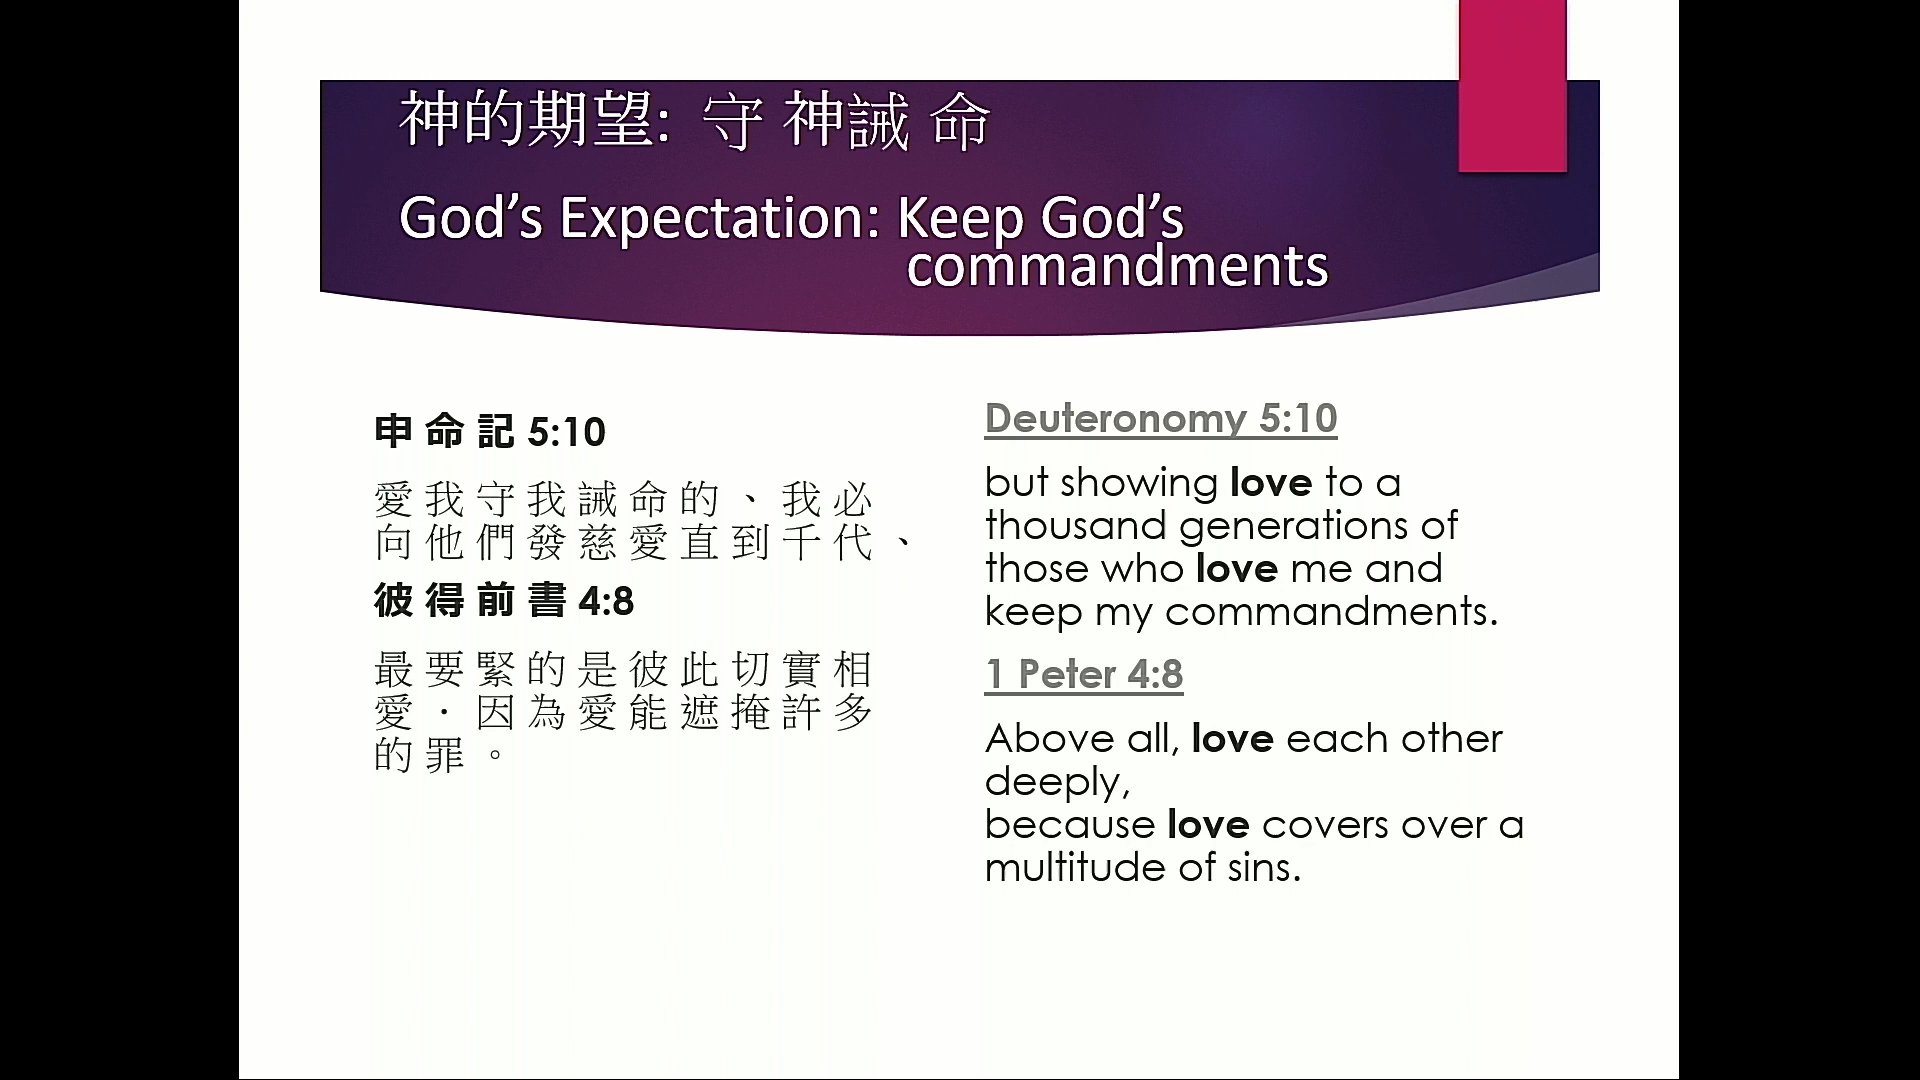 神的期望: 守 神誡 命
God’s Expectation: Keep God’s
commandments
申 命 記 5:10
愛 我 守 我 誡 命 的 、 我 必
向 他 們 發 慈 愛 直 到 千 代 、
彼 得 前 書 4:8
最 要 緊 的 是 彼 此 切 實 相
愛 ． 因 為 愛 能 遮 掩 許 多
的 罪 。
Deuteronomy 5:10
but showing love to a
thousand generations of
those who love me and
keep my commandments.
1 Peter 4:8
Above all, love each other
deeply,
because love covers over a
multitude of sins.